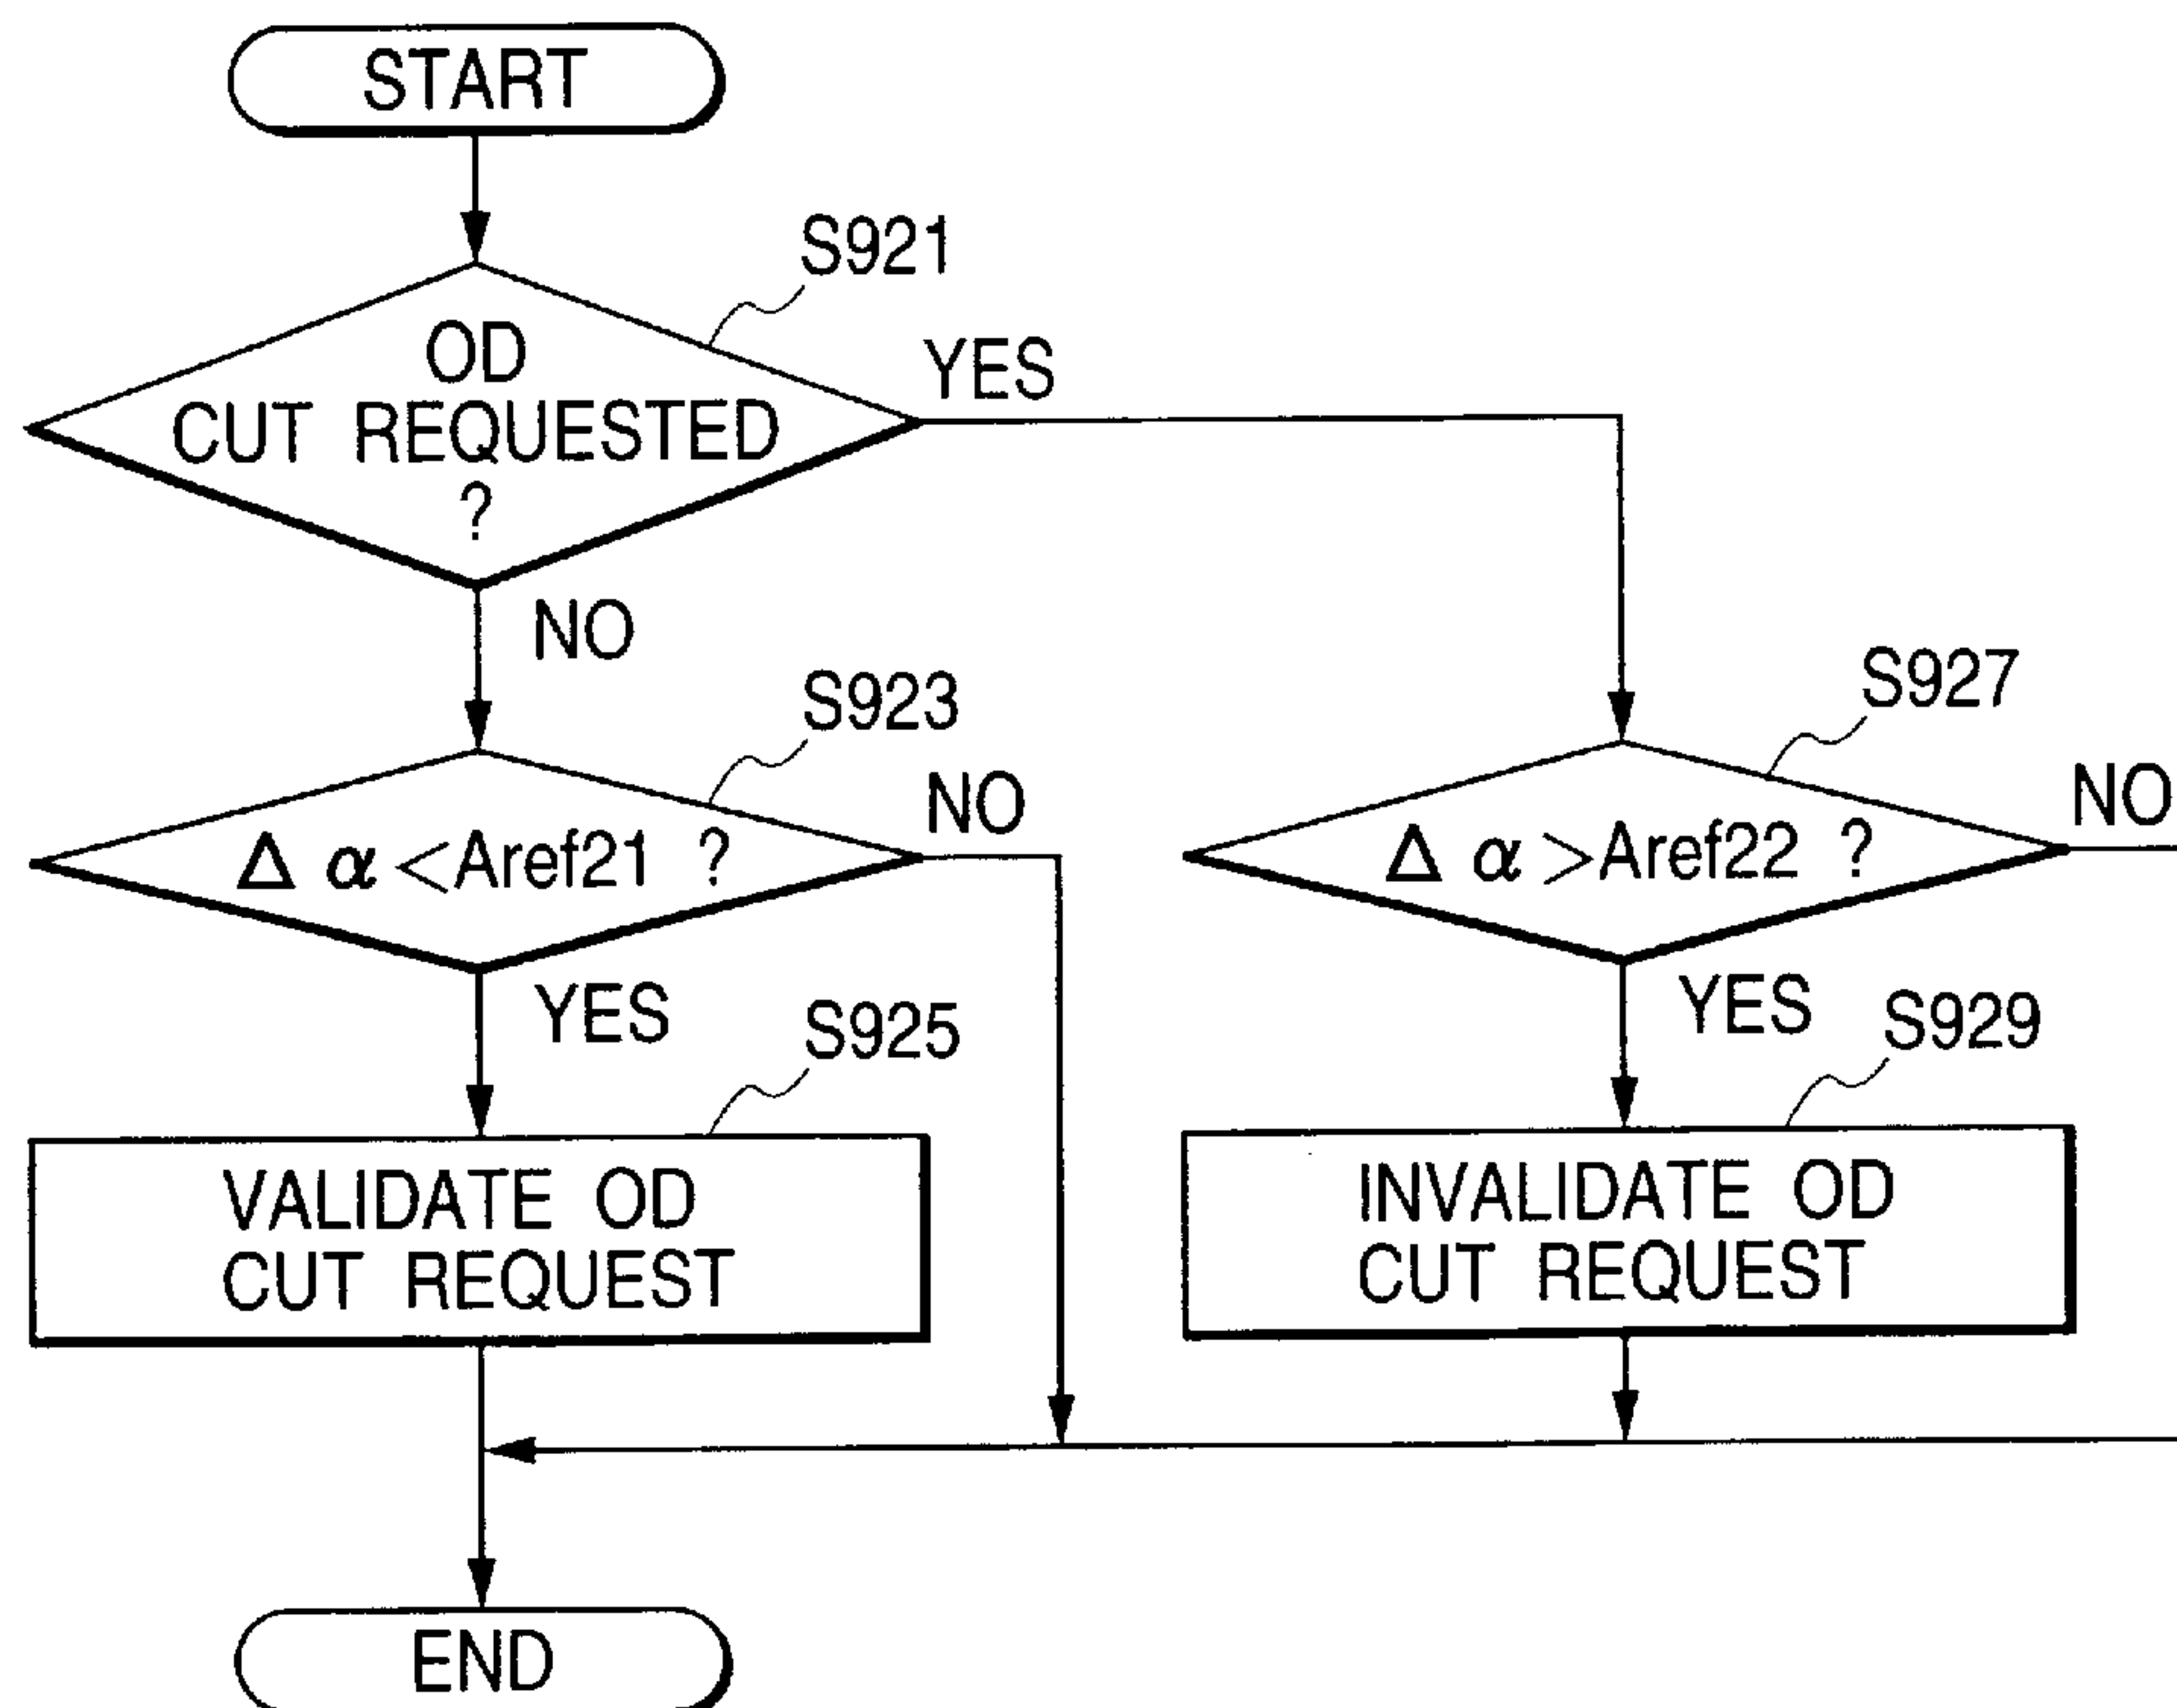 START
S921
OD
CUT REQUESTED
?
YES
NO
S923
Δ α <Aref21 ?
NO
YES
S927
Δ α >Aref22 ?
NO
YES
S925
VALIDATE OD
CUT REQUEST
S929
INVALIDATE OD
CUT REQUEST
END